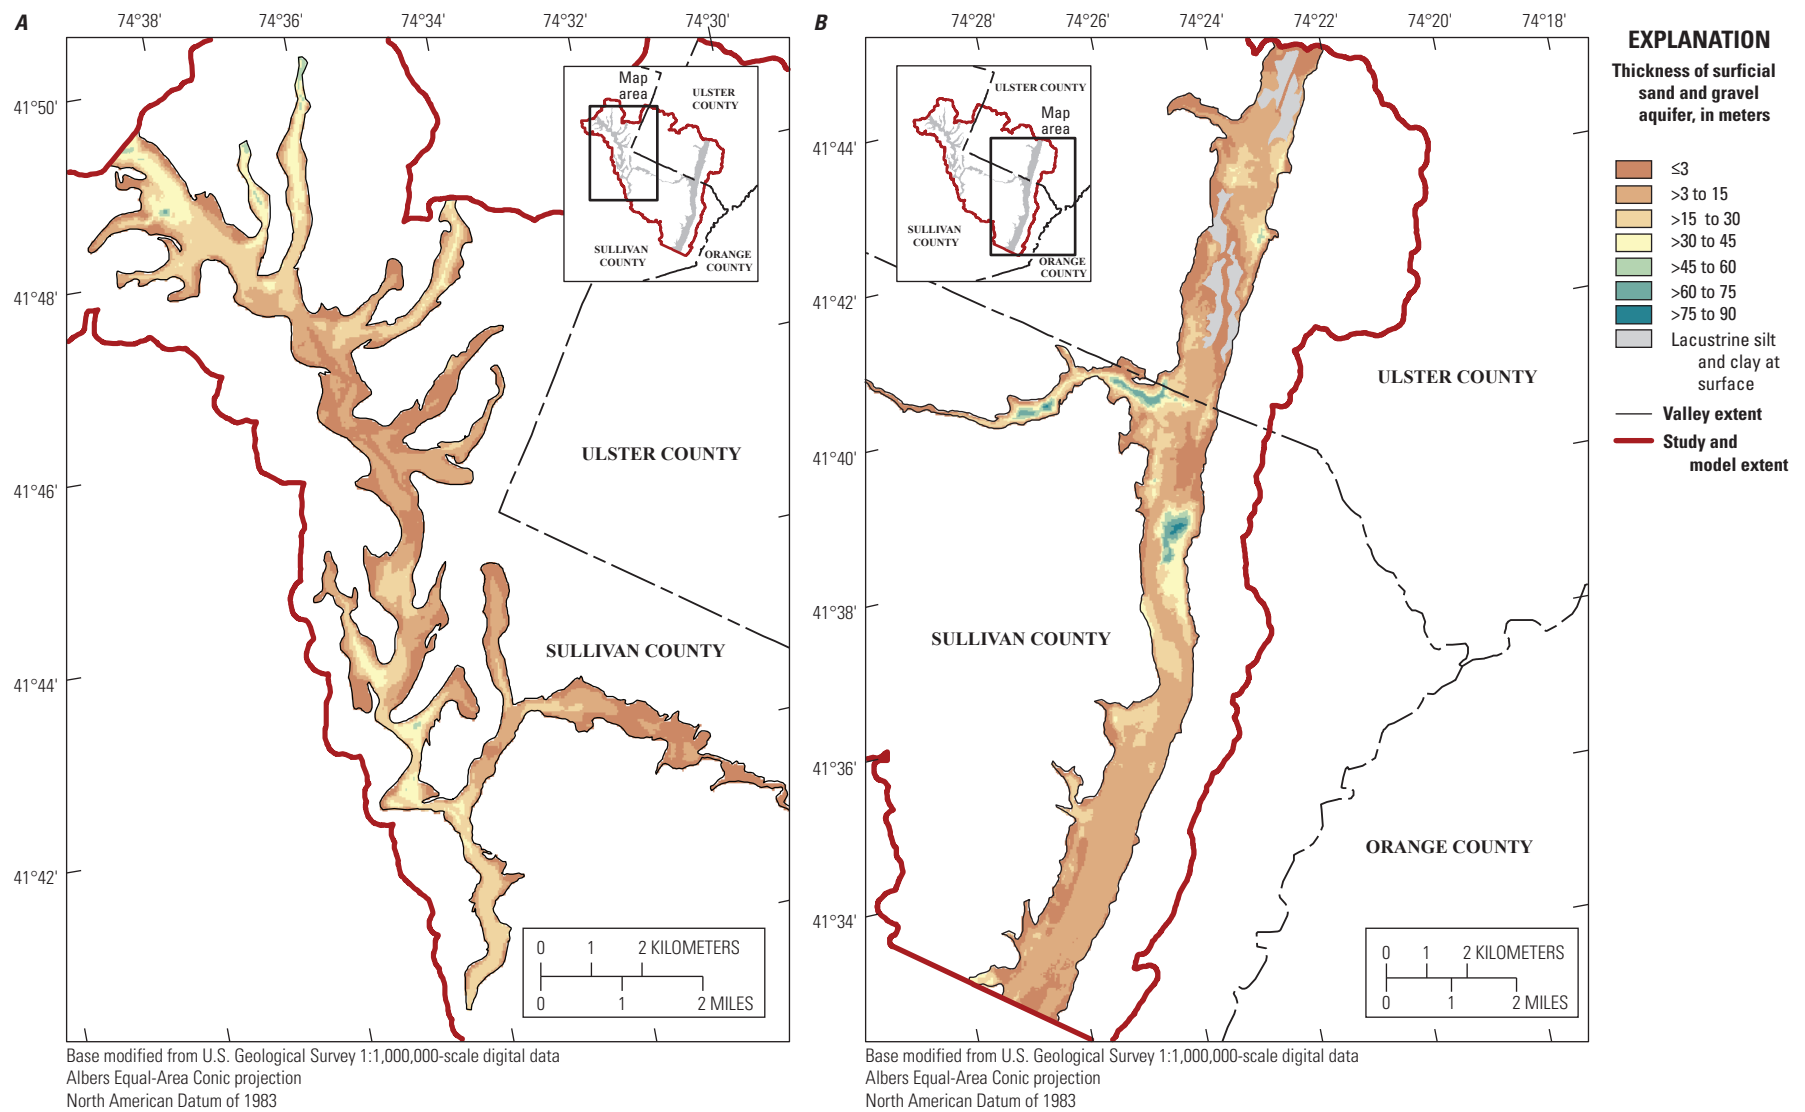 A
74°38'
74°36'
74°34'
74°32'
74°30'
41°50'
41°48'
41°46'
41°44'
41°42'
Map
area
ULSTER
COUNTY
SULLIVAN
COUNTY
ORANGE
COUNTY
ULSTER COUNTY
SULLIVAN COUNTY
0 1 2 KILOMETERS
0 1 2 MILES
Base modified from U.S. Geological Survey 1:1,000,000-scale digital data
Albers Equal-Area Conic projection
North American Datum of 1983
B
74°28'
74°26'
74°24'
74°22'
74°20'
74°18'
41°44'
41°42'
41°40'
41°38'
41°36'
41°34'
ULSTER COUNTY
Map
area
SULLIVAN
COUNTY
ORANGE
COUNTY
ULSTER COUNTY
SULLIVAN COUNTY
ORANGE COUNTY
0 1 2 KILOMETERS
0 1 2 MILES
Base modified from U.S. Geological Survey 1:1,000,000-scale digital data
Albers Equal-Area Conic projection
North American Datum of 1983
EXPLANATION
Thickness of surficial
sand and gravel
aquifer, in meters
≤3
>3 to 15
>15 to 30
>30 to 45
>45 to 60
>60 to 75
>75 to 90
Lacustrine silt
and clay at
surface
Valley extent
Study and
model extent